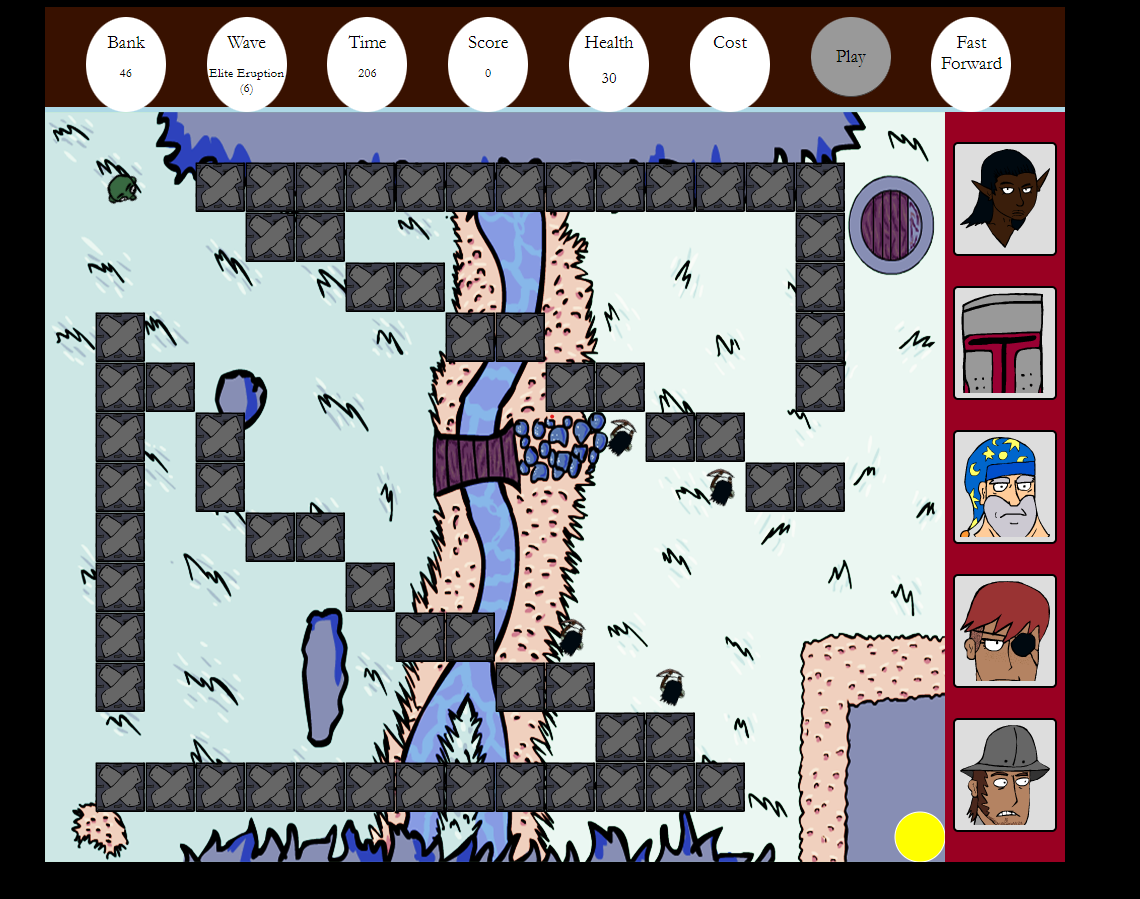 Bank
46
Wave
Elite Eruption
(6)
Time
206
Score
0
Health
30
Cost
Play
Fast
Forward